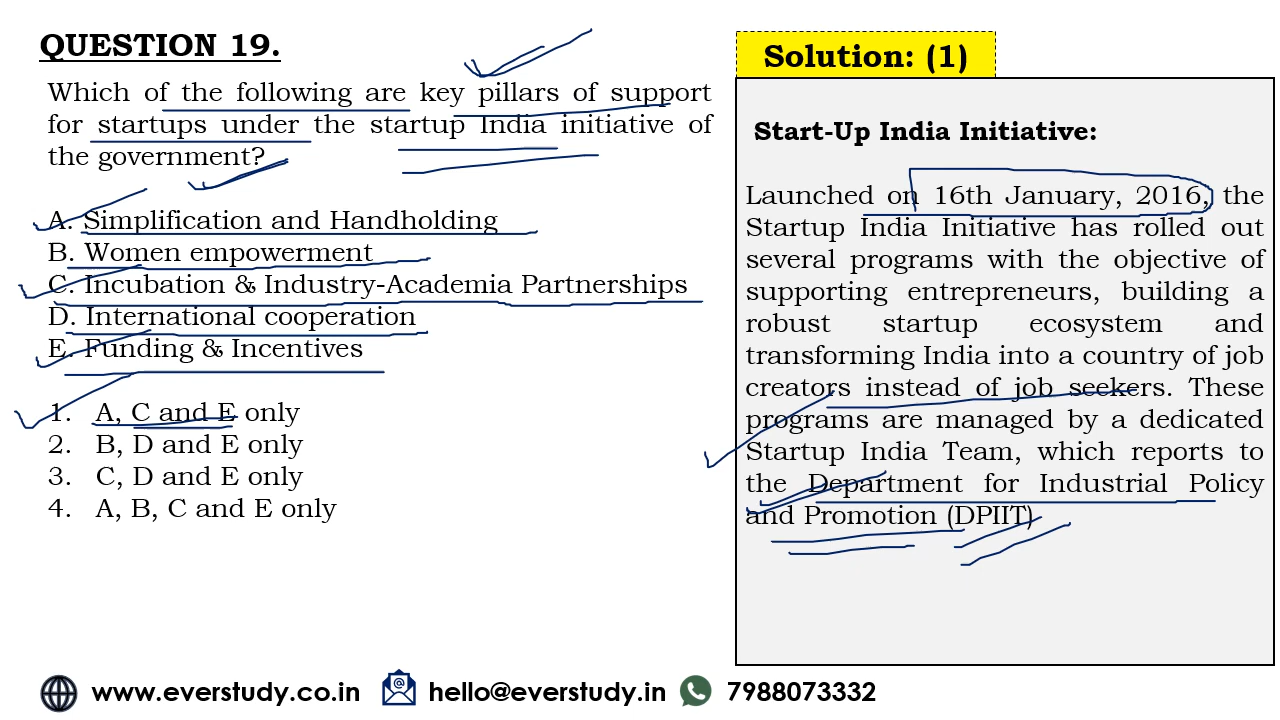 QUESTION 19.
Which of the following are key pillars of support
for startups under the startup India initiative of
the government?
A. Simplification and Handholding
B. Women empowerment
C. Incubation & Industry-Academia Partnerships
D. International cooperation
E. Funding & Incentives
1. A, C and E only
2. B, D and E only
3. C, D and E only
4. A, B, C and E only
Solution: (1)
Start-Up India Initiative:
Launched on 16th January, 2016, the
Startup India Initiative has rolled out
several programs with the objective of
supporting entrepreneurs, building a
robust startup ecosystem and
transforming India into a country of job
creators instead of job seekers. These
programs are managed by a dedicated
Startup India Team, which reports to
the Department for Industrial Policy
and Promotion (DPIIT)
www.everstudy.co.in hello@everstudy.in 7988073332